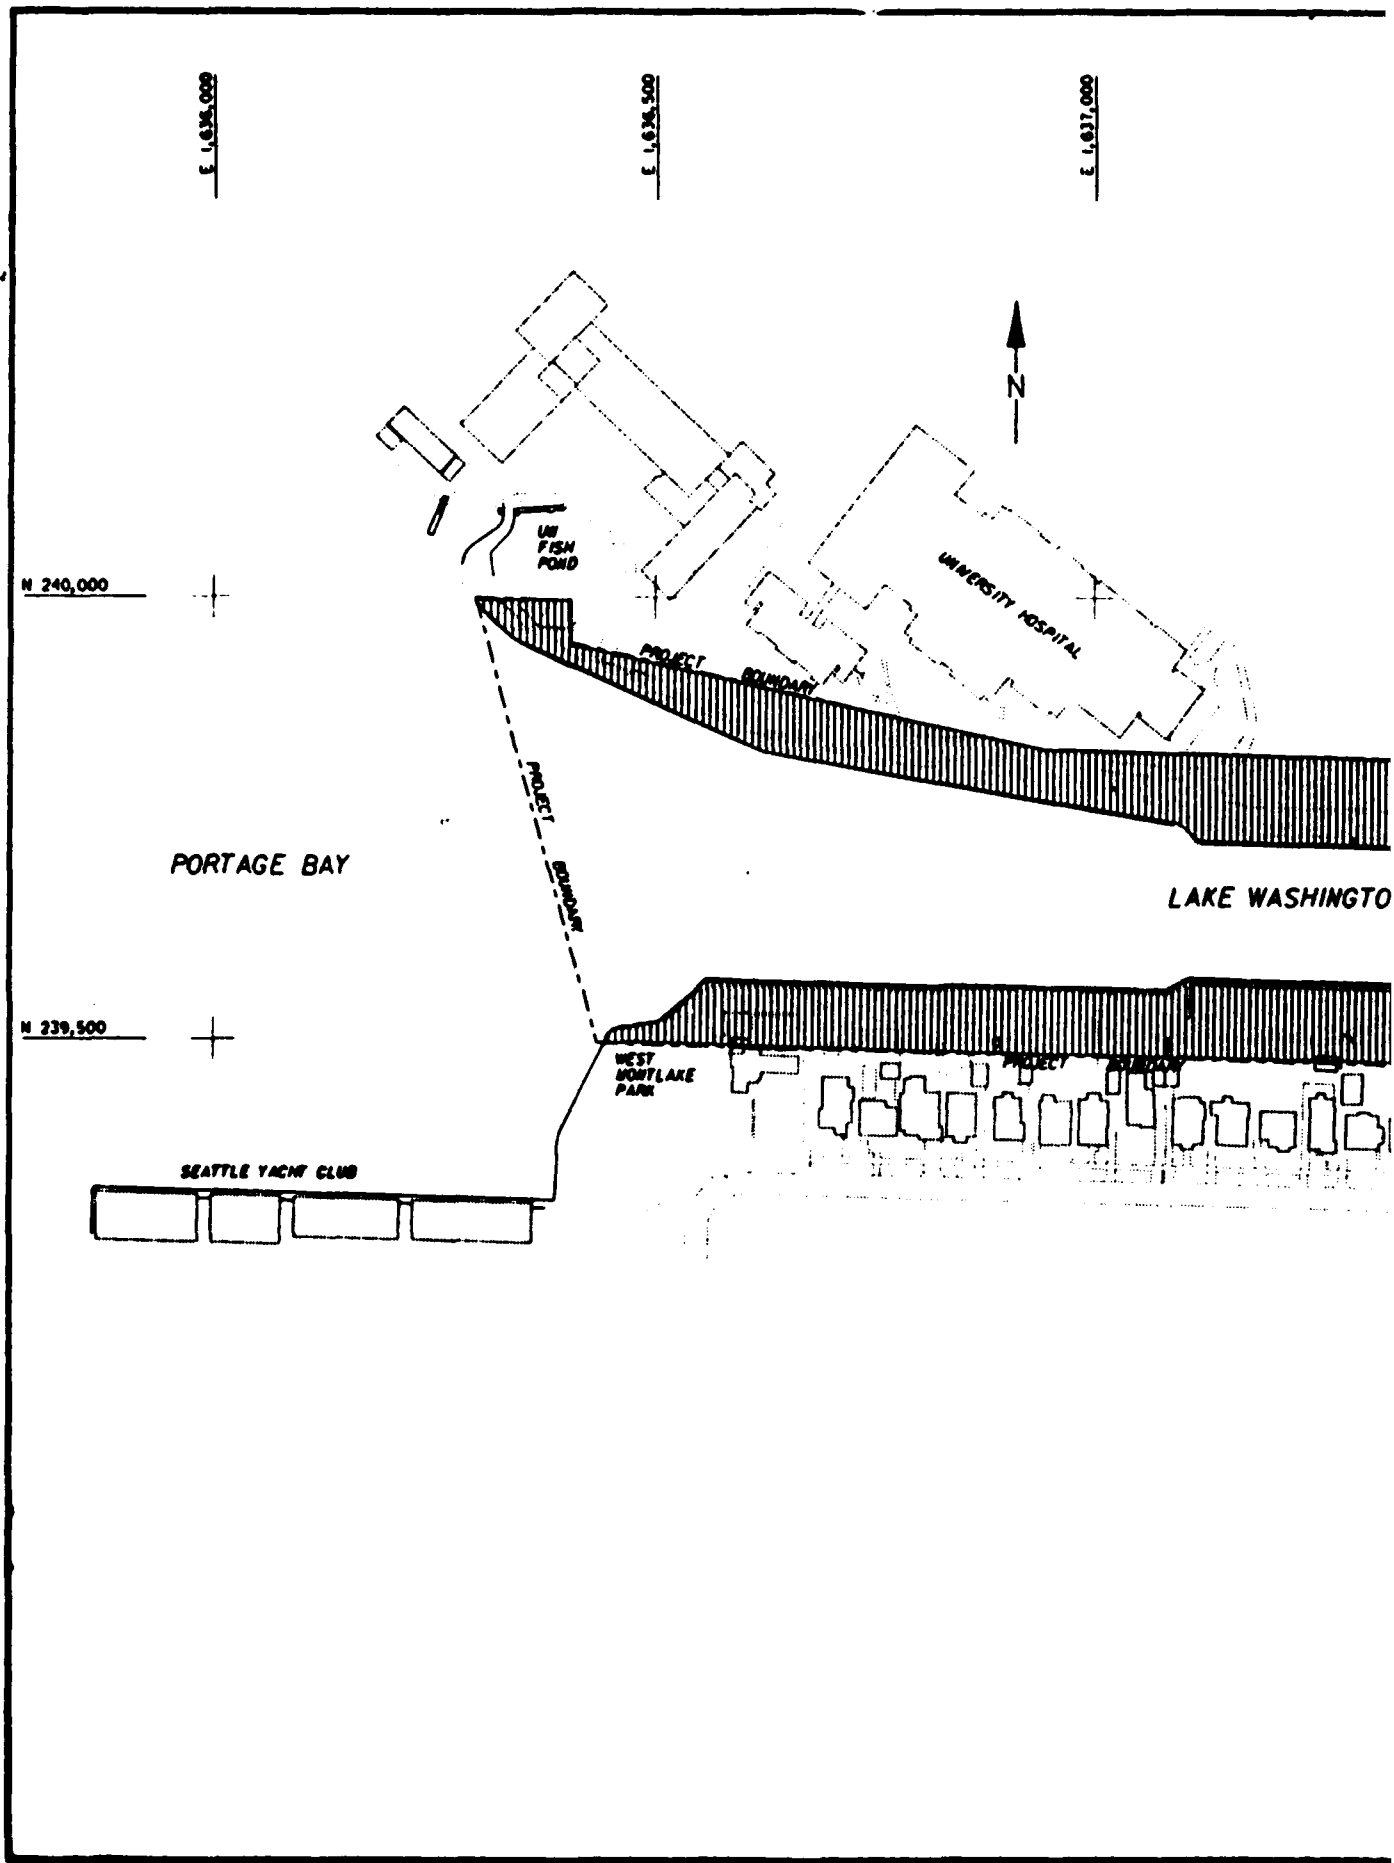 E 1,636,000
E 1,636,500
E 1,637,000
N
UW
FISH
POND
UNIVERSITY HOSPITAL
N 240,000
PROJECT BOUNDARY
PROJECT BOUNDARY
PORTAGE BAY
LAKE WASHINGTO
N 239,500
WEST
MONTLAKE
PARK
PROJECT BOUNDARY
SEATTLE YACHT CLUB